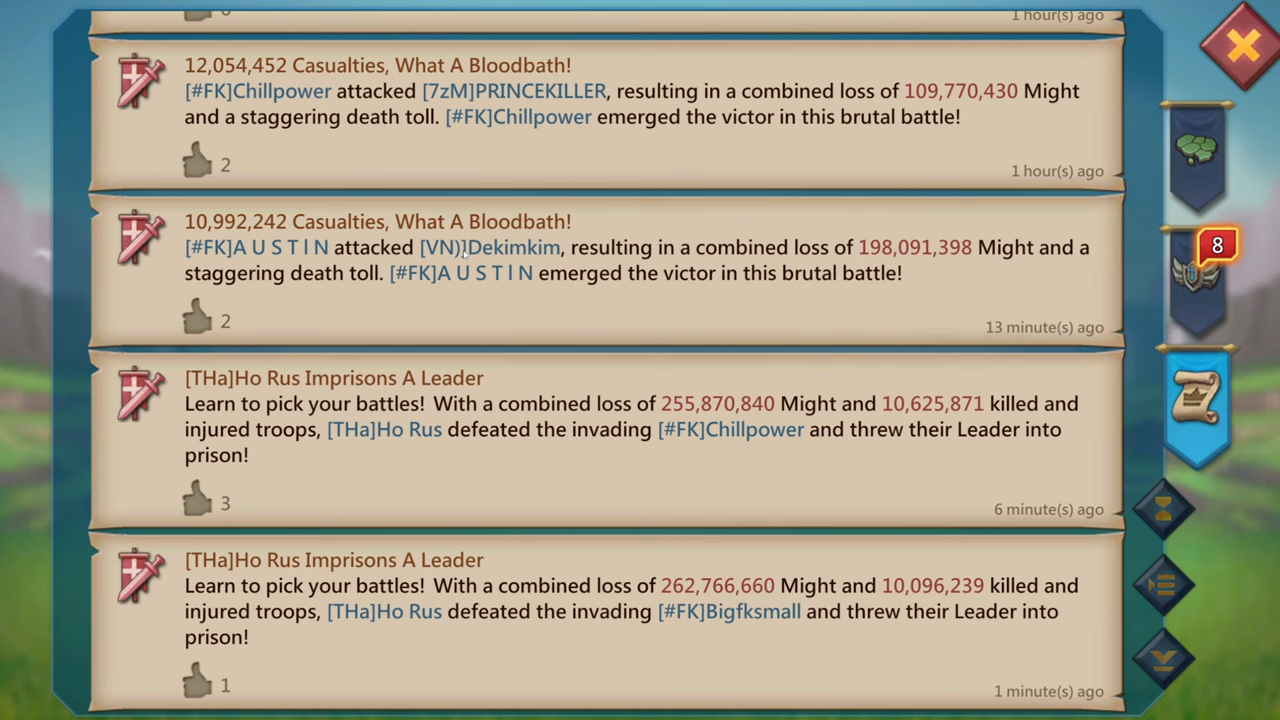 1 hour(s) ago
12,054,452 Casualties, What A Bloodbath!
[#FK]Chillpower attacked [7zM]PRINCEKILLER, resulting in a combined loss of 109,770,430 Might
and a staggering death toll. [#FK]Chillpower emerged the victor in this brutal battle!
2
1 hour(s) ago
10,992,242 Casualties, What A Bloodbath!
[#FK]A U S T l N attacked [VN)]Dekimkim, resulting in a combined loss of 198,091,398 Might and a
staggering death toll. [#FK]A U S T l N emerged the victor in this brutal battle!
2
13 minute(s) ago
[THa]Ho Rus Imprisons A Leader
Learn to pick your battles! With a combined loss of 255,870,840 Might and 10,625,871 killed and
injured troops, [THa]Ho Rus defeated the invading [#FK]Chillpower and threw their Leader into
prison!
3
6 minute(s) ago
[THa]Ho Rus Imprisons A Leader
Learn to pick your battles! With a combined loss of 262,766,660 Might and 10,096,239 killed and
injured troops, [THa]Ho Rus defeated the invading [#FK]Bigfksmall and threw their Leader into
prison!
1
1 minute(s) ago
8